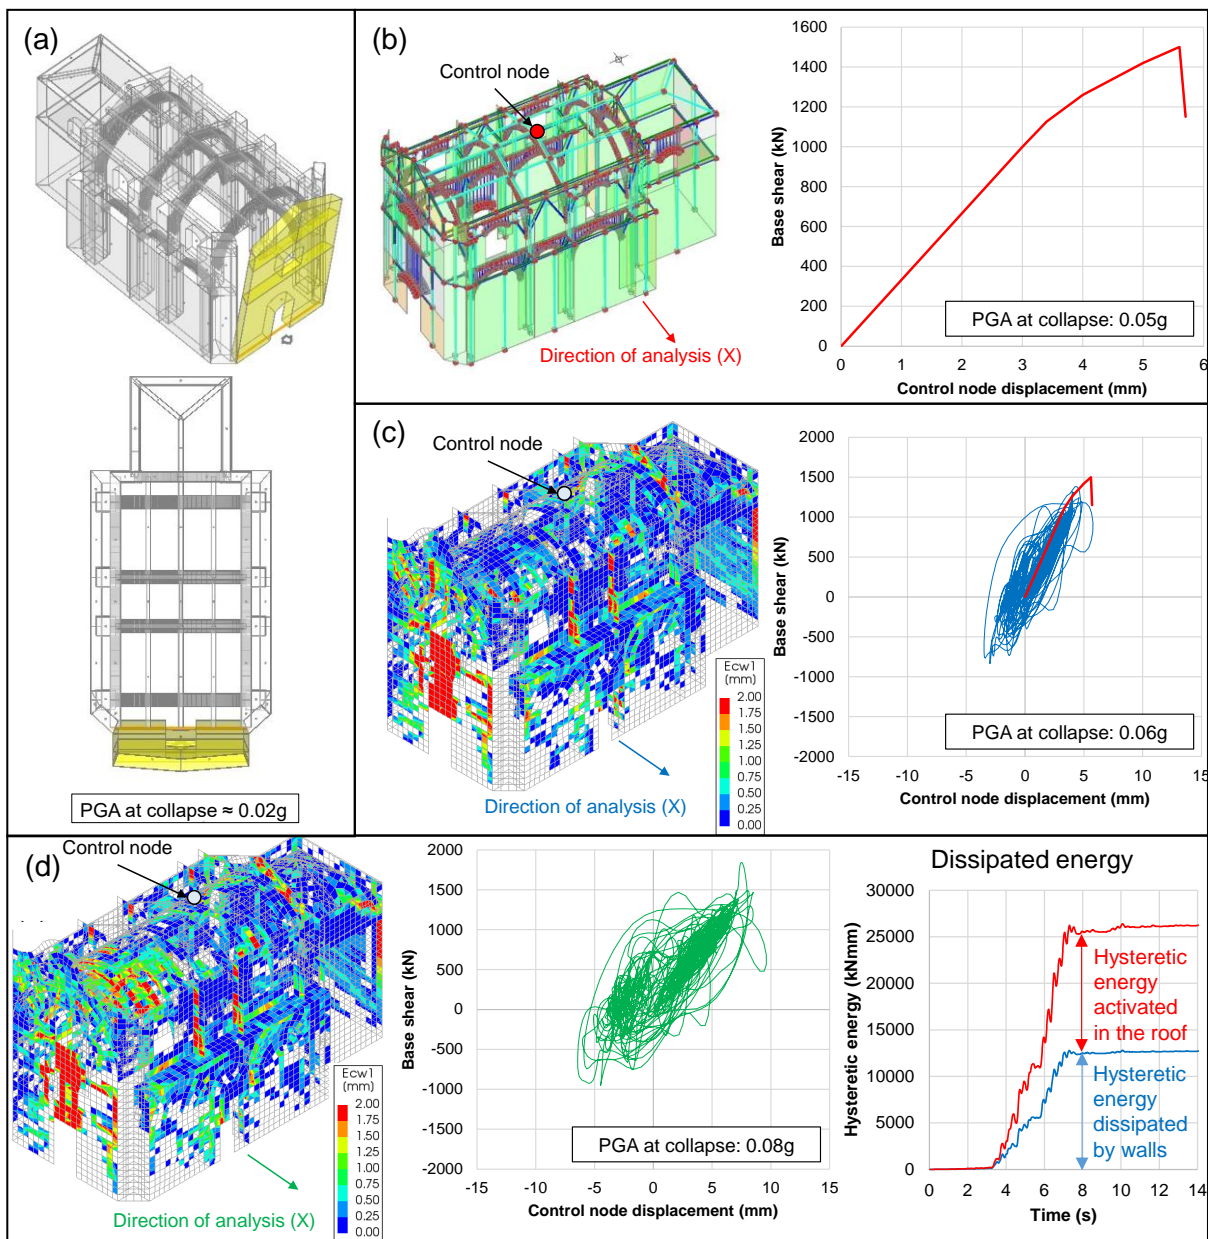 (a)
PGA at collapse ≈ 0.02g
(b)
Control node
Direction of analysis (X)
Base shear (kN)
1600
1400
1200
1000
800
600
400
200
0
0 1 2 3 4 5 6
Control node displacement (mm)
PGA at collapse: 0.05g
(c)
Control node
Ecw1
(mm)
2.00
1.75
1.50
1.25
1.00
0.75
0.50
0.25
0.00
Direction of analysis (X)
Base shear (kN)
2000
1500
1000
500
0
-500
-1000
-1500
-2000
-15 -10 -5 0 5 10 15
Control node displacement (mm)
PGA at collapse: 0.06g
(d)
Control node
Ecw1
(mm)
2.00
1.75
1.50
1.25
1.00
0.75
0.50
0.25
0.00
Direction of analysis (X)
Base shear (kN)
2000
1500
1000
500
0
-500
-1000
-1500
-2000
-15 -10 -5 0 5 10 15
Control node displacement (mm)
PGA at collapse: 0.08g
Dissipated energy
Hysteretic energy (kNmm)
30000
25000
20000
15000
10000
5000
0
0 2 4 6 8 10 12 14
Time (s)
Hysteretic
energy
activated
in the roof
Hysteretic
energy
dissipated
by walls